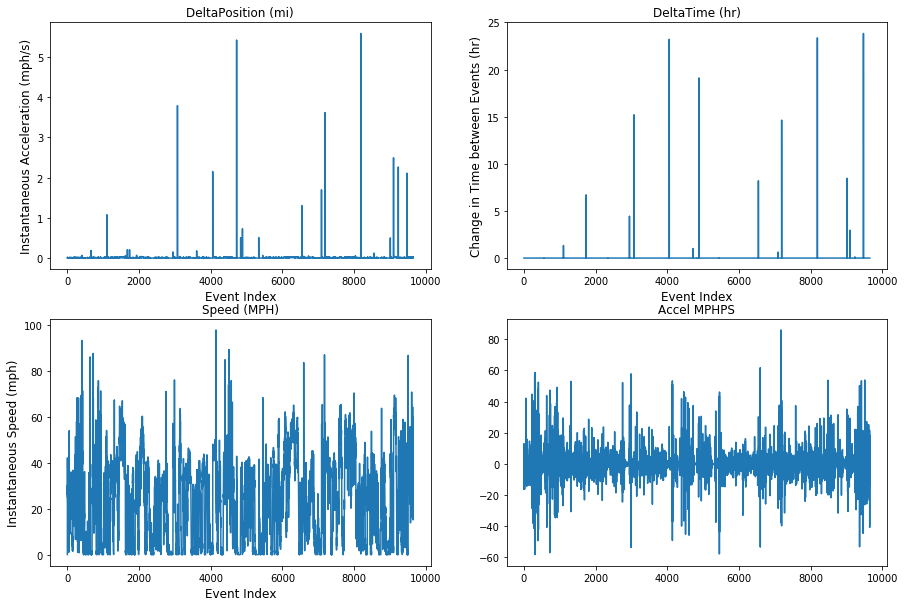 DeltaPosition (mi)
Instantaneous Acceleration (mph/s)
5
4
3
2
1
0
0 2000 4000 6000 8000 10000
Event Index
DeltaTime (hr)
Change in Time between Events (hr)
25
20
15
10
5
0
0 2000 4000 6000 8000 10000
Event Index
Speed (MPH)
Instantaneous Speed (mph)
100
80
60
40
20
0
0 2000 4000 6000 8000 10000
Event Index
Accel MPHPS
80
60
40
20
0
−20
−40
−60
0 2000 4000 6000 8000 10000